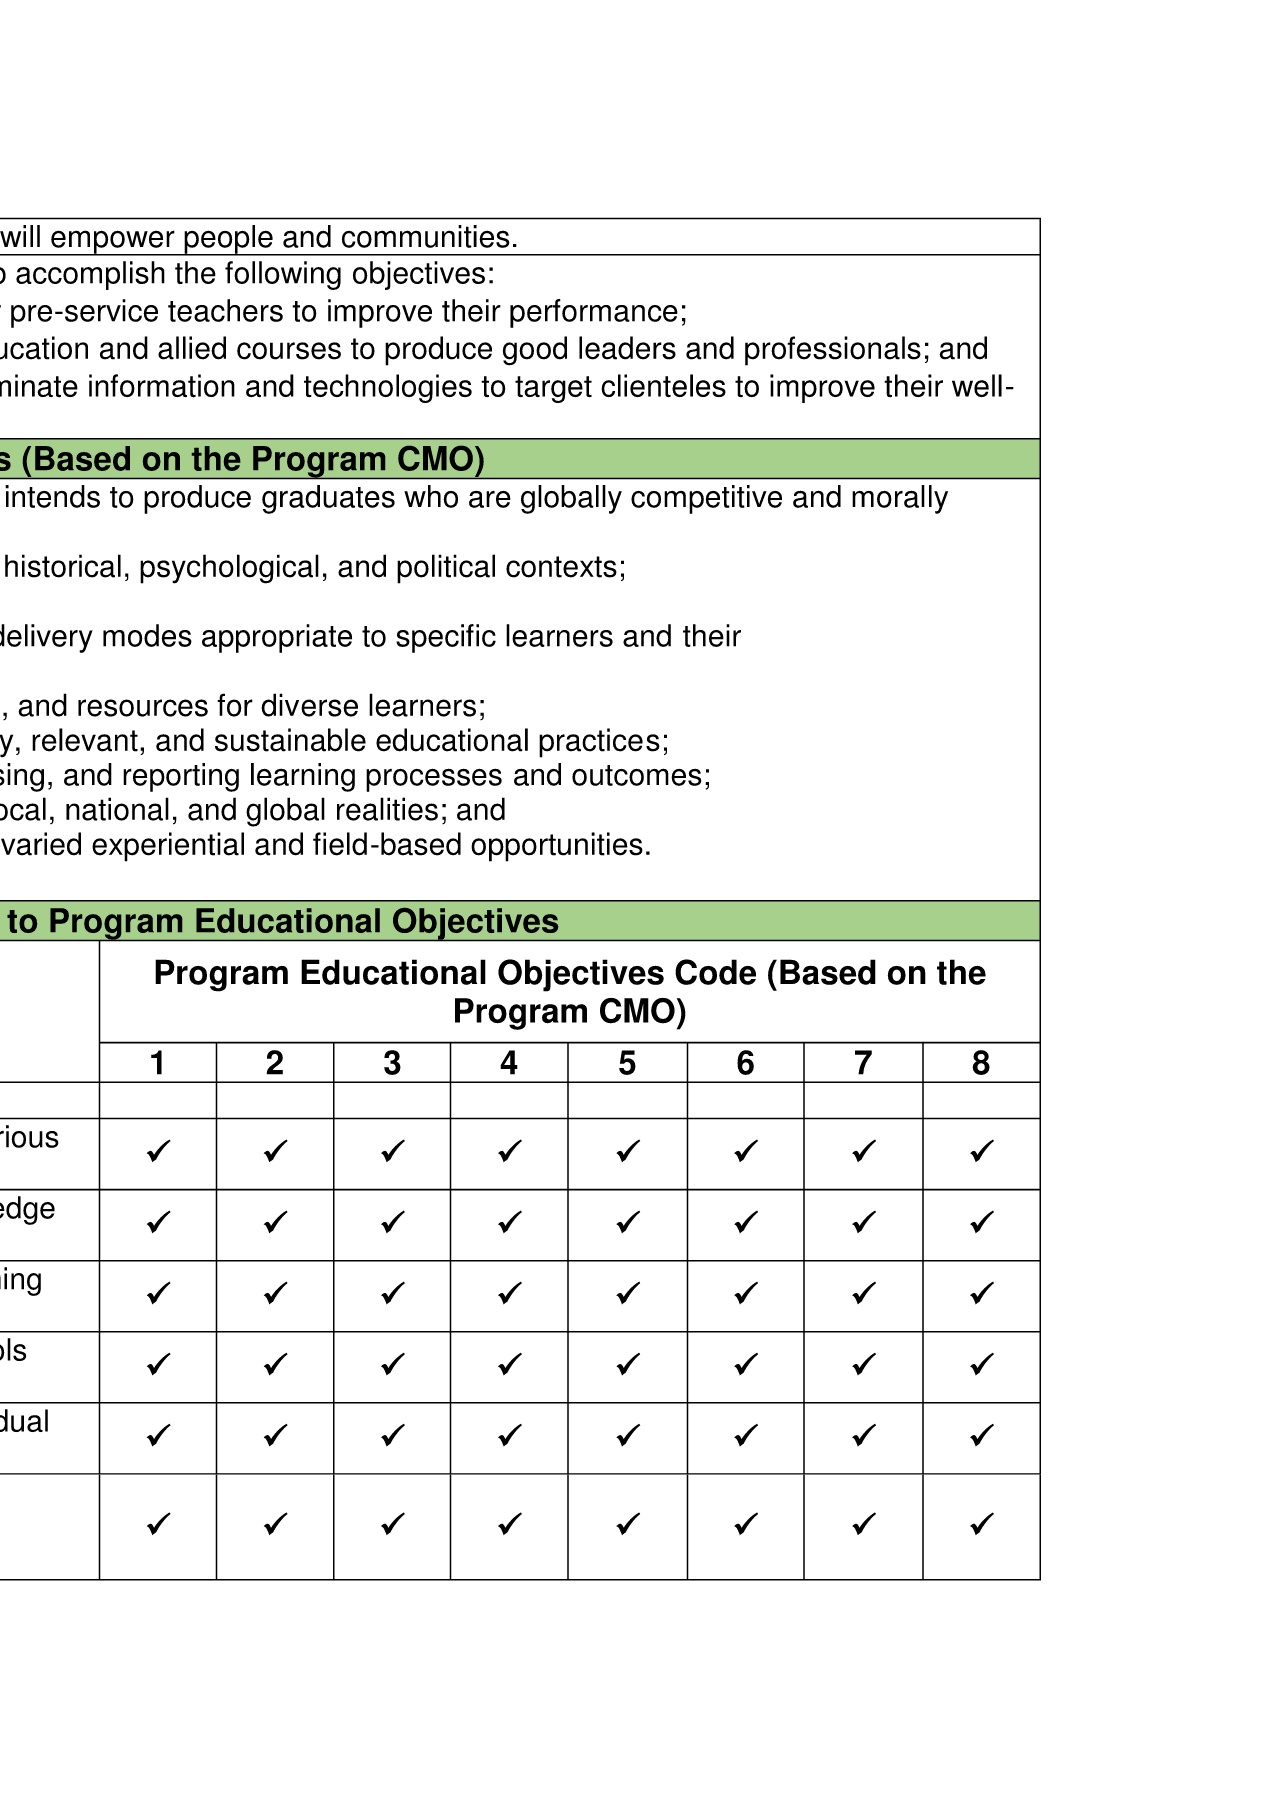 will empower people and communities.
accomplish the following objectives:
pre-service teachers to improve their performance;
and allied courses to produce good leaders and professionals; and
information and technologies to target clienteles to improve their well-
(Based on the Program CMO)
intends to produce graduates who are globally competitive and morally
historical, psychological, and political contexts;
delivery modes appropriate to specific learners and their
, and resources for diverse learners;
y, relevant, and sustainable educational practices;
sing, and reporting learning processes and outcomes;
ocal, national, and global realities; and
varied experiential and field-based opportunities.
to Program Educational Objectives
Program Educational Objectives Code (Based on the
Program CMO)
1 2 3 4 5 6 7 8
rious
✓ ✓ ✓ ✓ ✓ ✓ ✓ ✓
edge
✓ ✓ ✓ ✓ ✓ ✓ ✓ ✓
ing
✓ ✓ ✓ ✓ ✓ ✓ ✓ ✓
ols
✓ ✓ ✓ ✓ ✓ ✓ ✓ ✓
dual
✓ ✓ ✓ ✓ ✓ ✓ ✓ ✓
✓ ✓ ✓ ✓ ✓ ✓ ✓ ✓